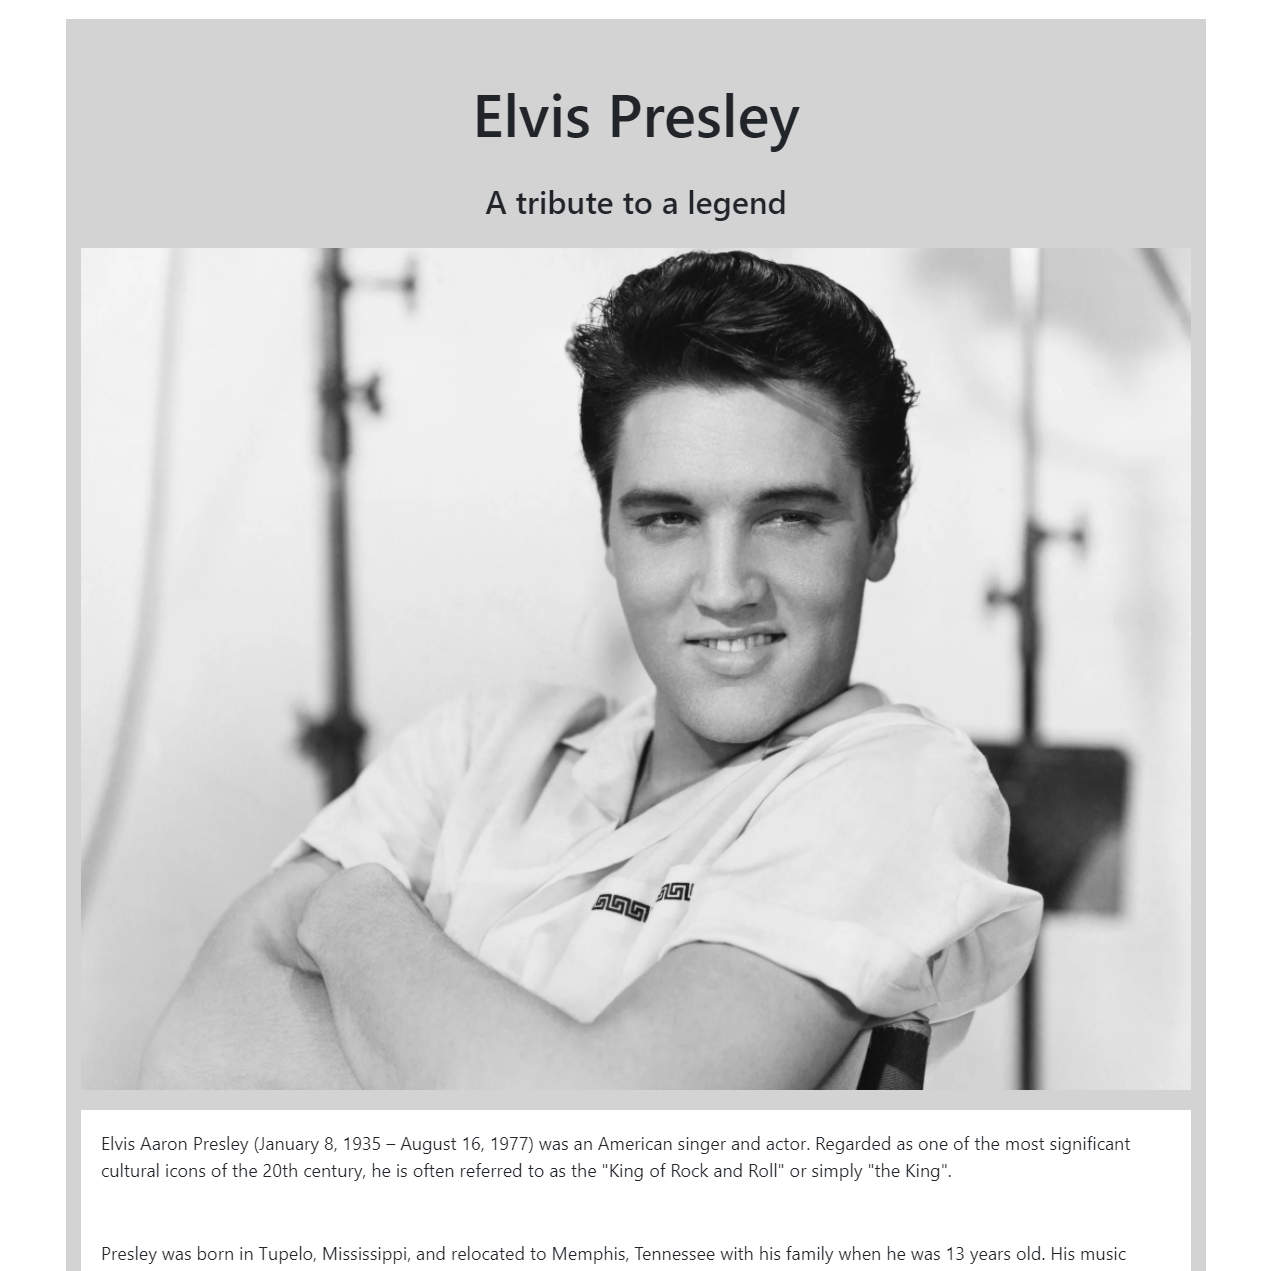 Elvis Presley
A tribute to a legend
Elvis Aaron Presley (January 8, 1935 – August 16, 1977) was an American singer and actor. Regarded as one of the most significant
cultural icons of the 20th century, he is often referred to as the "King of Rock and Roll" or simply "the King".
Presley was born in Tupelo, Mississippi, and relocated to Memphis, Tennessee with his family when he was 13 years old. His music